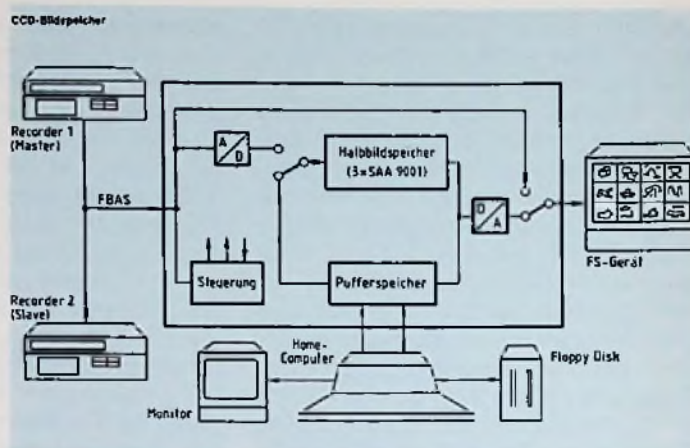 CCD-Bildspeicher
Recorder 1
(Master)
A
D
Halbbildspeicher
(3×SAA 9001)
FBAS
D
A
FS-Gerät
Steuerung
Pufferspeicher
Recorder 2
(Slave)
Home-
Computer
Floppy Disk
Monitor